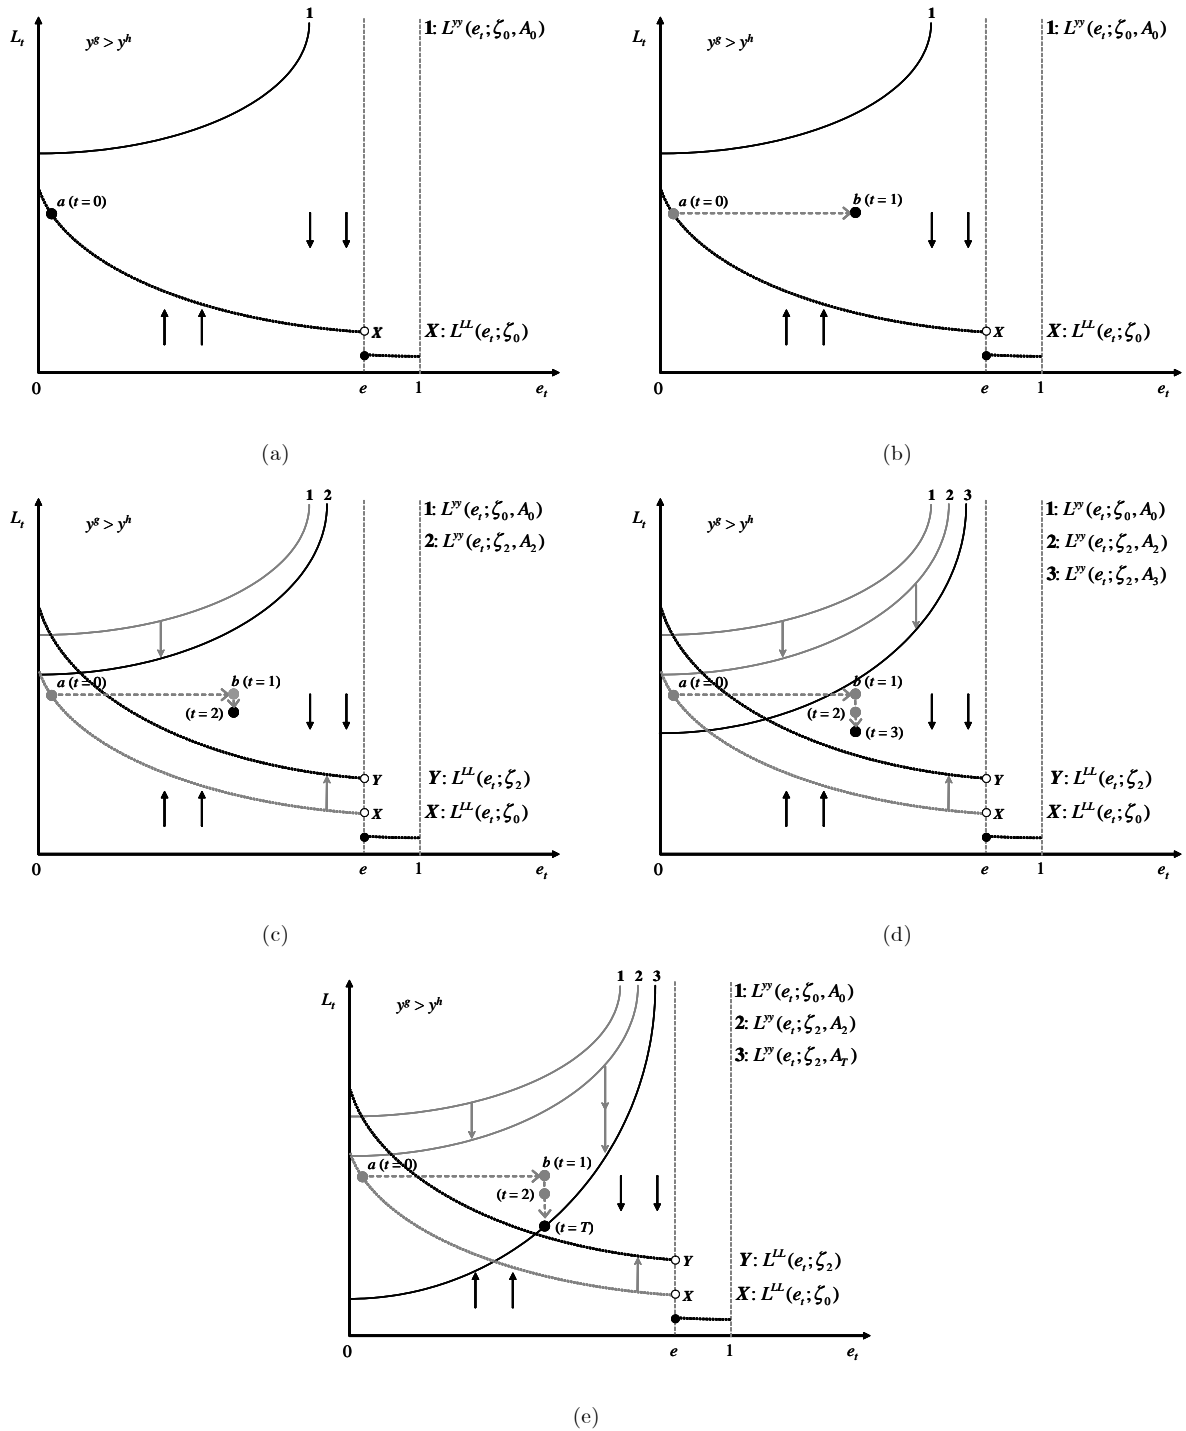 1
L_t
y^g > y^h
1: L^{yy}(e_t; ζ_0, A_0)
a (t = 0)
X
X: L^{LL}(e_t; ζ_0)
0
e
1
e_t
(a)
1
L_t
y^g > y^h
1: L^{yy}(e_t; ζ_0, A_0)
a (t = 0)
b (t = 1)
X
X: L^{LL}(e_t; ζ_0)
0
e
1
e_t
(b)
1 2
L_t
y^g > y^h
1: L^{yy}(e_t; ζ_0, A_0)
2: L^{yy}(e_t; ζ_2, A_2)
a (t = 0)
b (t = 1)
(t = 2)
Y
Y: L^{LL}(e_t; ζ_2)
X
X: L^{LL}(e_t; ζ_0)
0
e
1
e_t
(c)
1 2 3
L_t
y^g > y^h
1: L^{yy}(e_t; ζ_0, A_0)
2: L^{yy}(e_t; ζ_2, A_2)
3: L^{yy}(e_t; ζ_2, A_3)
a (t = 0)
b (t = 1)
(t = 2)
(t = 3)
Y
Y: L^{LL}(e_t; ζ_2)
X
X: L^{LL}(e_t; ζ_0)
0
e
1
e_t
(d)
1 2 3
L_t
y^g > y^h
1: L^{yy}(e_t; ζ_0, A_0)
2: L^{yy}(e_t; ζ_2, A_2)
3: L^{yy}(e_t; ζ_2, A_T)
a (t = 0)
b (t = 1)
(t = 2)
(t = T)
Y
Y: L^{LL}(e_t; ζ_2)
X
X: L^{LL}(e_t; ζ_0)
0
e
1
e_t
(e)